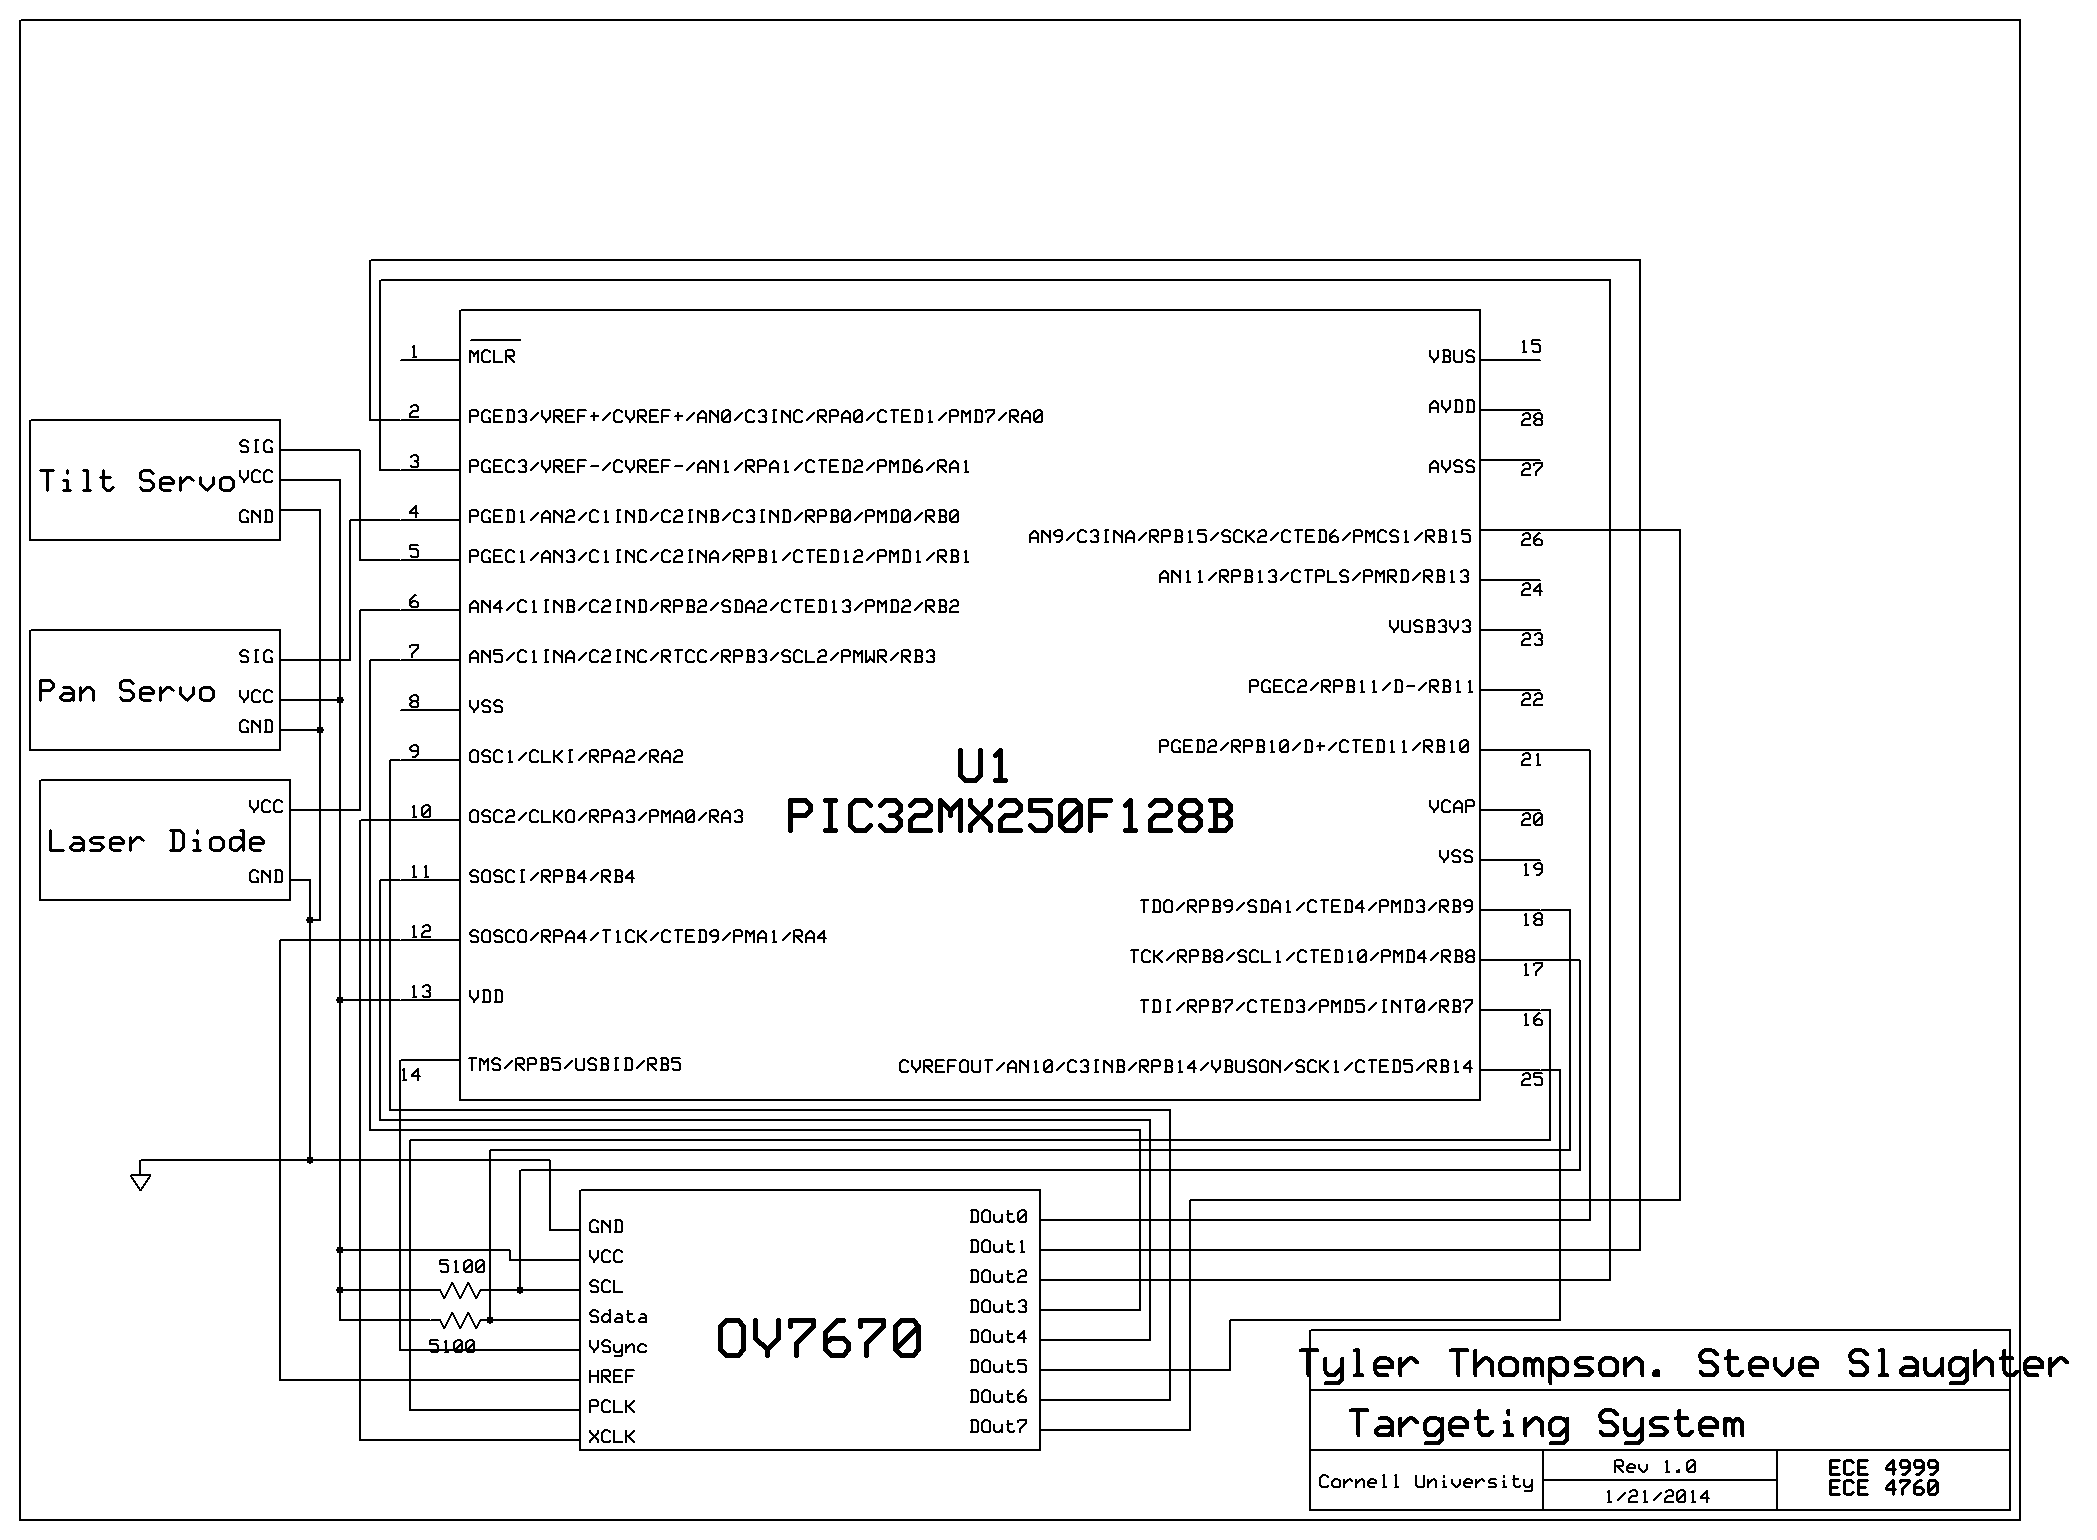 1 MCLR
2 PGED3/VREF+/CVREF+/AN0/C3INC/RPA0/CTED1/PMD7/RA0
3 PGEC3/VREF-/CVREF-/AN1/RPA1/CTED2/PMD6/RA1
4 PGED1/AN2/C1IND/C2INB/C3IND/RPB0/PMD0/RB0
5 PGEC1/AN3/C1INC/C2INA/RPB1/CTED12/PMD1/RB1
6 AN4/C1INB/C2IND/RPB2/SDA2/CTED13/PMD2/RB2
7 AN5/C1INA/C2INC/RTCC/RPB3/SCL2/PMWR/RB3
8 VSS
9 OSC1/CLKI/RPA2/RA2
10 OSC2/CLKO/RPA3/PMA0/RA3
11 SOSCI/RPB4/RB4
12 SOSCO/RPA4/T1CK/CTED9/PMA1/RA4
13 VDD
14 TMS/RPB5/USBID/RB5
VBUS 15
AVDD 28
AVSS 27
AN9/C3INA/RPB15/SCK2/CTED6/PMCS1/RB15 26
AN11/RPB13/CTPLS/PMRD/RB13 24
VUSB3V3 23
PGEC2/RPB11/D-/RB11 22
PGED2/RPB10/D+/CTED11/RB10 21
VCAP 20
VSS 19
TDO/RPB9/SDA1/CTED4/PMD3/RB9 18
TCK/RPB8/SCL1/CTED10/PMD4/RB8 17
TDI/RPB7/CTED3/PMD5/INT0/RB7 16
CVREFOUT/AN10/C3INB/RPB14/VBUSON/SCK1/CTED5/RB14 25
U1
PIC32MX250F128B
SIG
Tilt Servo VCC
GND
SIG
Pan Servo VCC
GND
VCC
Laser Diode
GND
GND
VCC
5100
SCL
Sdata
5100 VSync
HREF
PCLK
XCLK
OV7670
DOut0
DOut1
DOut2
DOut3
DOut4
DOut5
DOut6
DOut7
Tyler Thompson. Steve Slaughter
Targeting System
Cornell University
Rev 1.0
1/21/2014
ECE 4999
ECE 4760